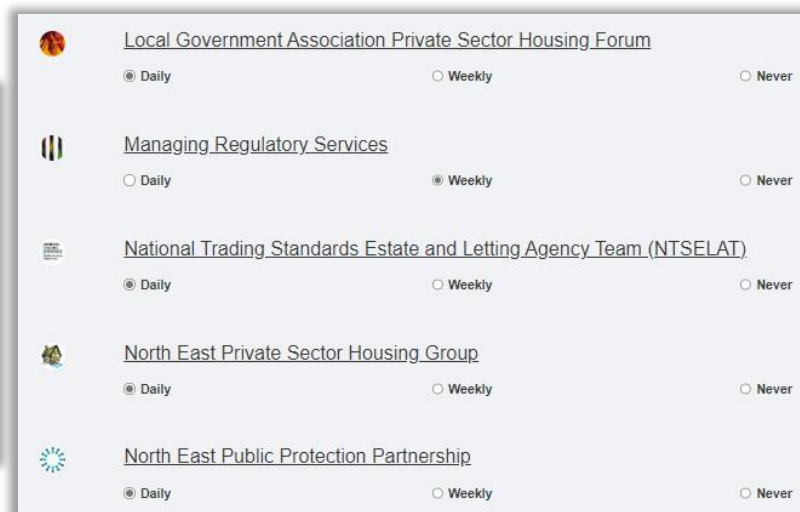 Local Government Association Private Sector Housing Forum
Daily Weekly Never
Managing Regulatory Services
Daily Weekly Never
National Trading Standards Estate and Letting Agency Team (NTSELAT)
Daily Weekly Never
North East Private Sector Housing Group
Daily Weekly Never
North East Public Protection Partnership
Daily Weekly Never